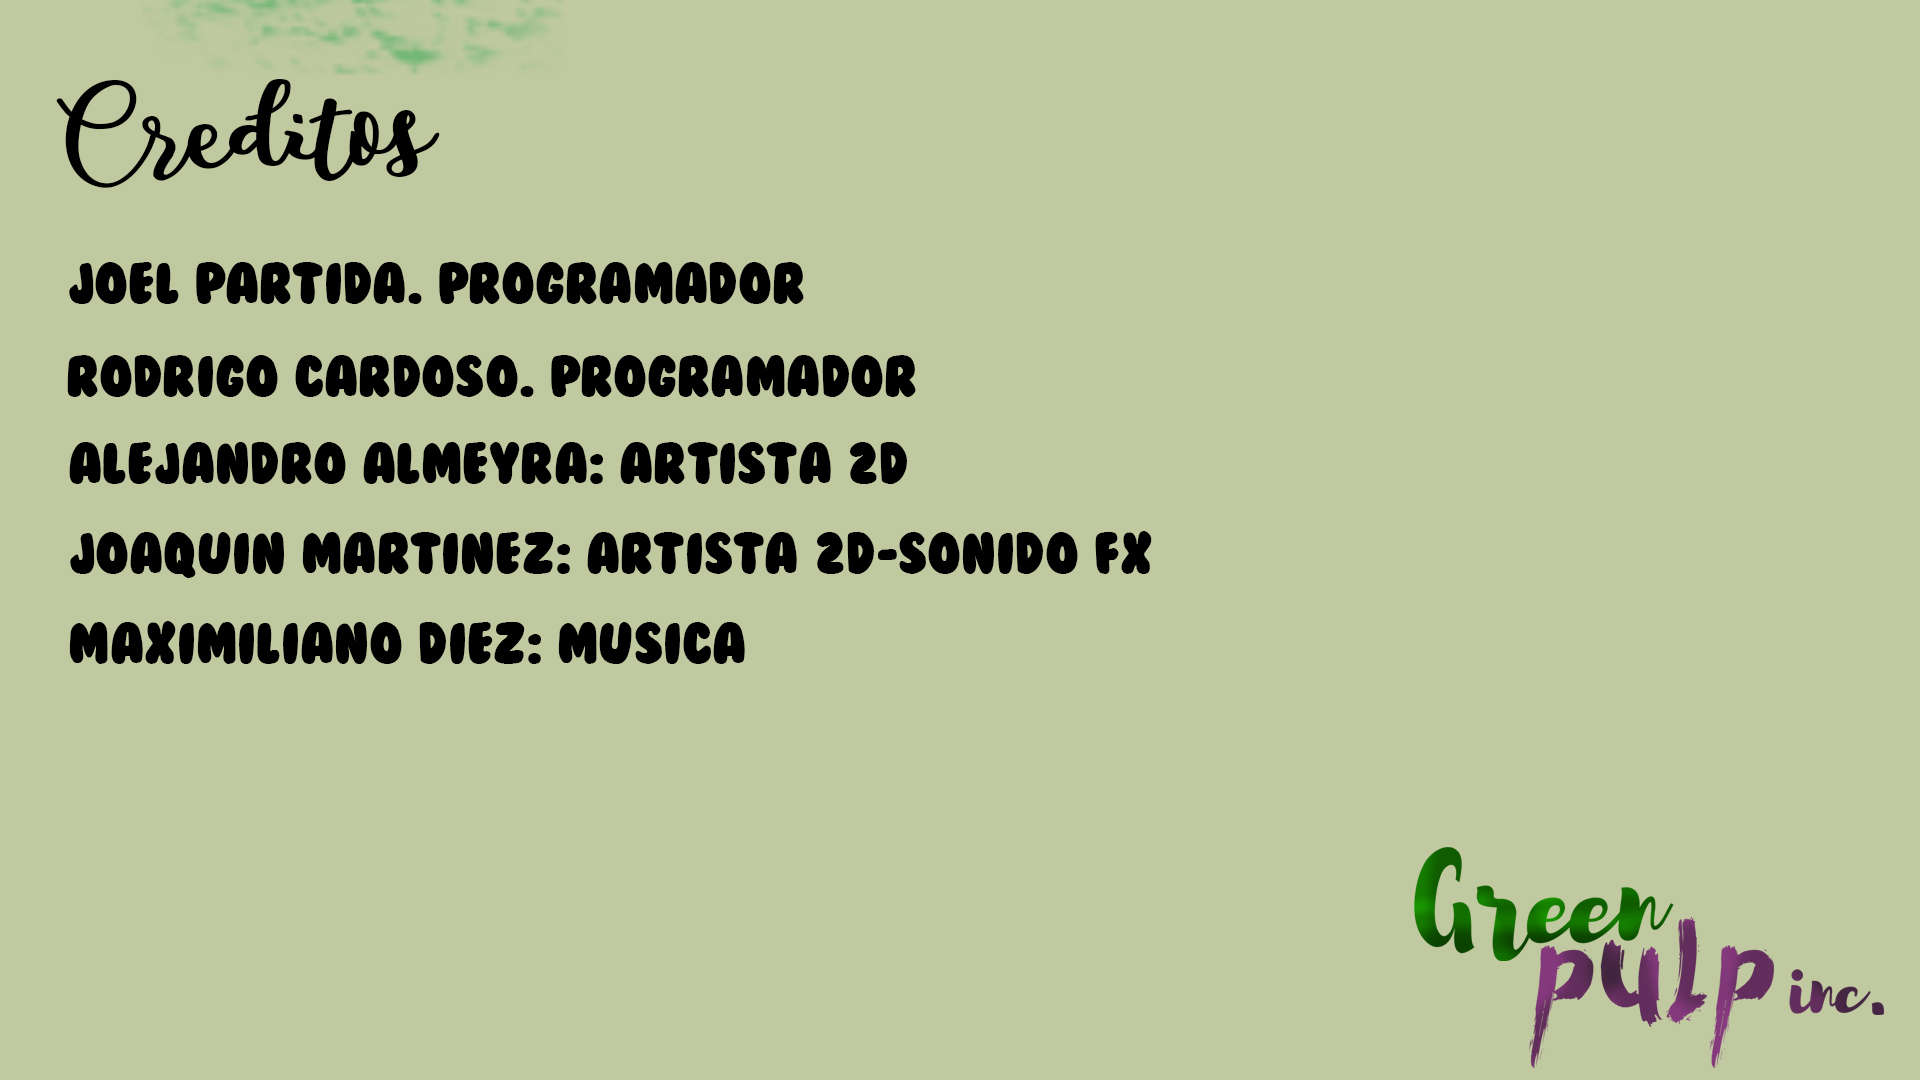 Creditos
JOEL PARTIDA. PROGRAMADOR
RODRIGO CARDOSO. PROGRAMADOR
ALEJANDRO ALMEYRA: ARTISTA 2D
JOAQUIN MARTINEZ: ARTISTA 2D-SONIDO FX
MAXIMILIANO DIEZ: MUSICA
Green
pulp inc.